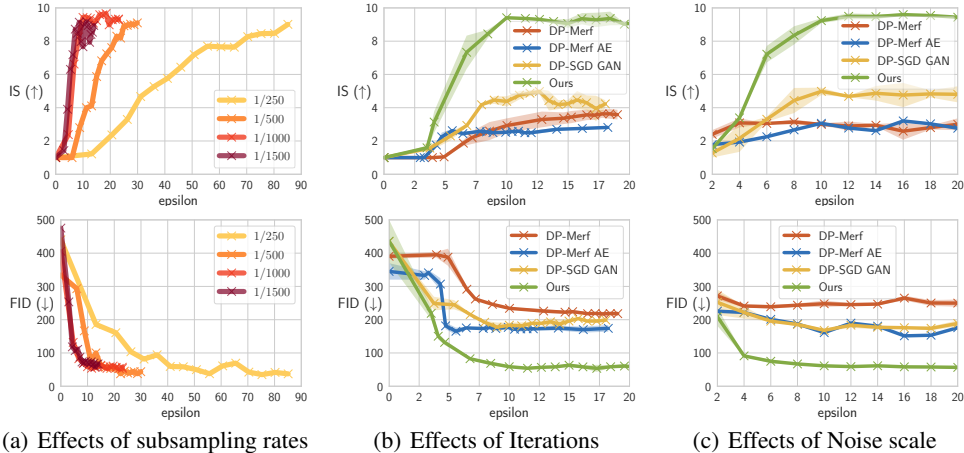 10
8
6
IS (↑)
4
2
0
0 10 20 30 40 50 60 70 80 90
epsilon
1/250
1/500
1/1000
1/1500
10
8
6
IS (↑)
4
2
0
0 2 5 7 10 12 15 17 20
epsilon
DP-Merf
DP-Merf AE
DP-SGD GAN
Ours
10
8
6
IS (↑)
4
2
0
2 4 6 8 10 12 14 16 18 20
epsilon
DP-Merf
DP-Merf AE
DP-SGD GAN
Ours
500
400
300
FID (↓)
200
100
0
0 10 20 30 40 50 60 70 80 90
epsilon
1/250
1/500
1/1000
1/1500
500
400
300
FID (↓)
200
100
0
0 2 5 7 10 12 15 17 20
epsilon
DP-Merf
DP-Merf AE
DP-SGD GAN
Ours
500
400
300
FID (↓)
200
100
0
2 4 6 8 10 12 14 16 18 20
epsilon
DP-Merf
DP-Merf AE
DP-SGD GAN
Ours
(a) Effects of subsampling rates
(b) Effects of Iterations
(c) Effects of Noise scale